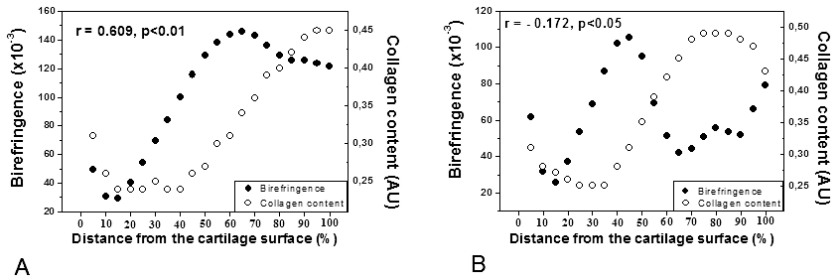 r = 0.609, p<0.01
Birefringence (x10⁻³)
160
140
120
100
80
60
40
20
0,45
0,40
0,35
0,30
0,24
Collagen content (AU)
Birefringence
Collagen content
0 10 20 30 40 50 60 70 80 90 100
Distance from the cartilage surface (%)
A
r = - 0.172, p<0.05
Birefringence (x10⁻³)
120
100
80
60
40
20
0,50
0,45
0,40
0,35
0,30
0,25
Collagen content (AU)
Birefringence
Collagen content
0 10 20 30 40 50 60 70 80 90 100
Distance from the cartilage surface (%)
B